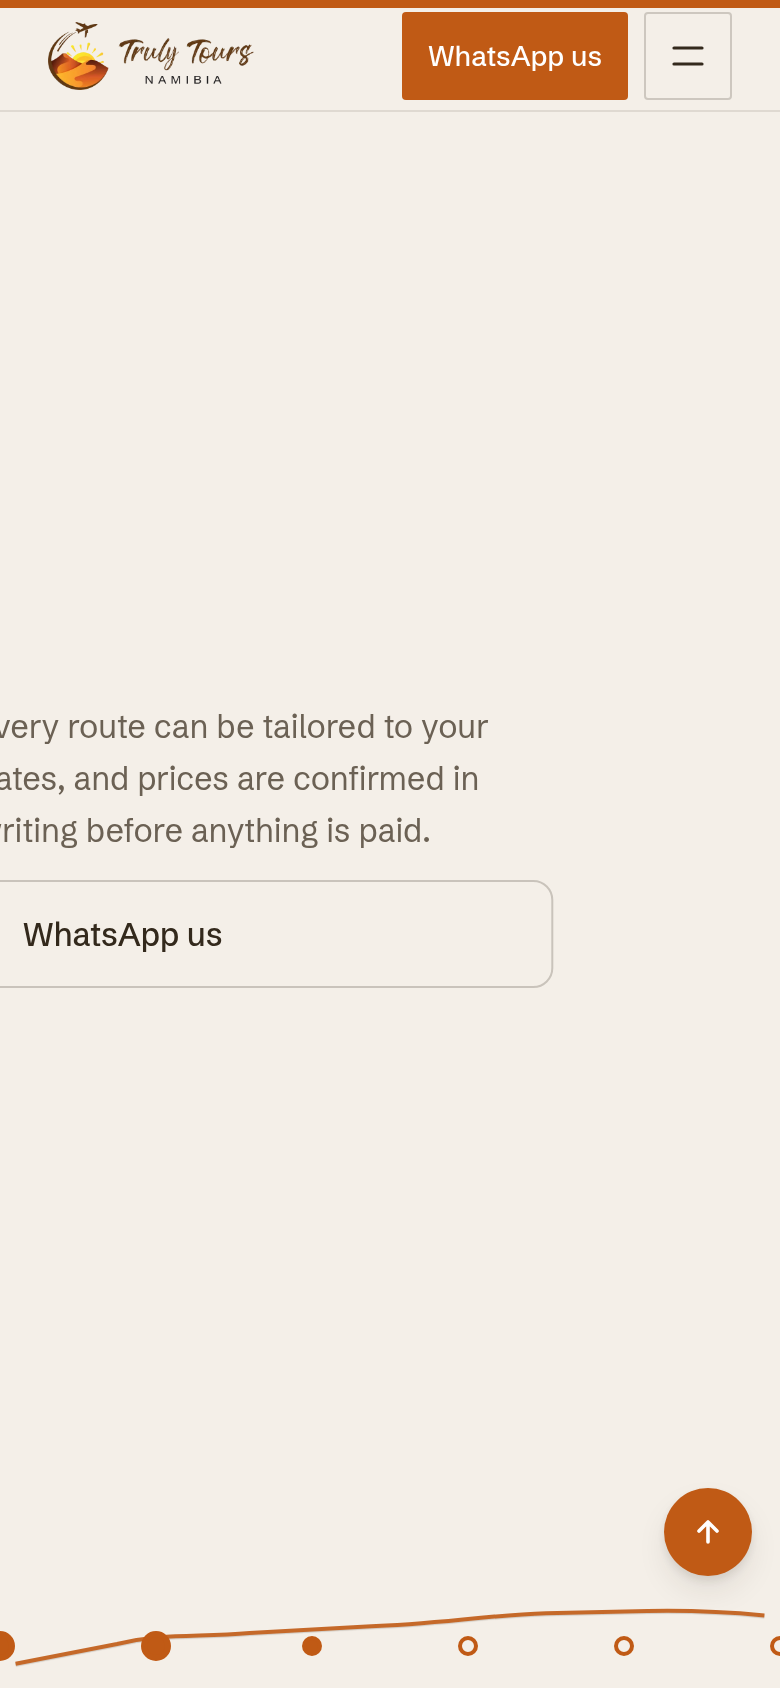 Truly Tours
NAMIBIA
WhatsApp us
very route can be tailored to your
ates, and prices are confirmed in
riting before anything is paid.
WhatsApp us